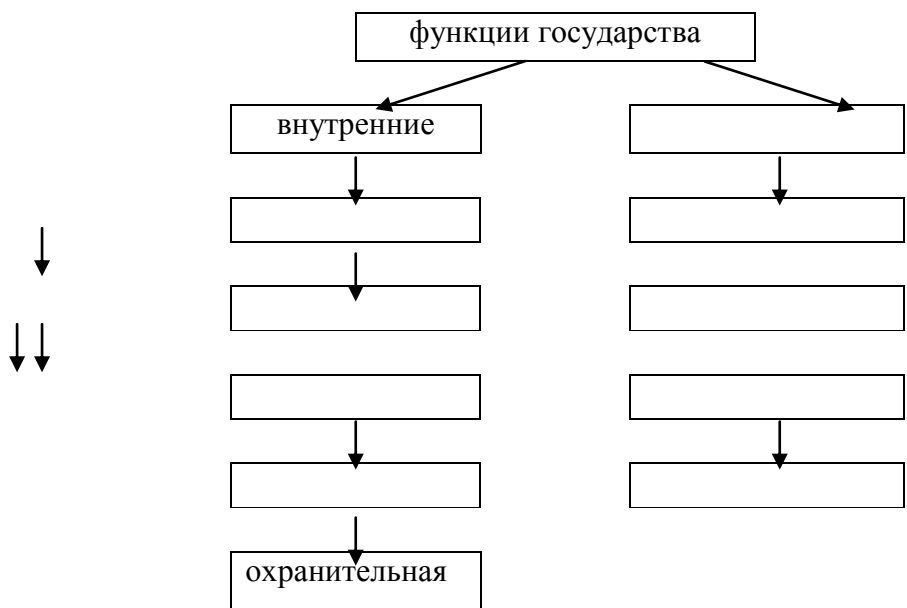 функции государства
внутренние
охранительная